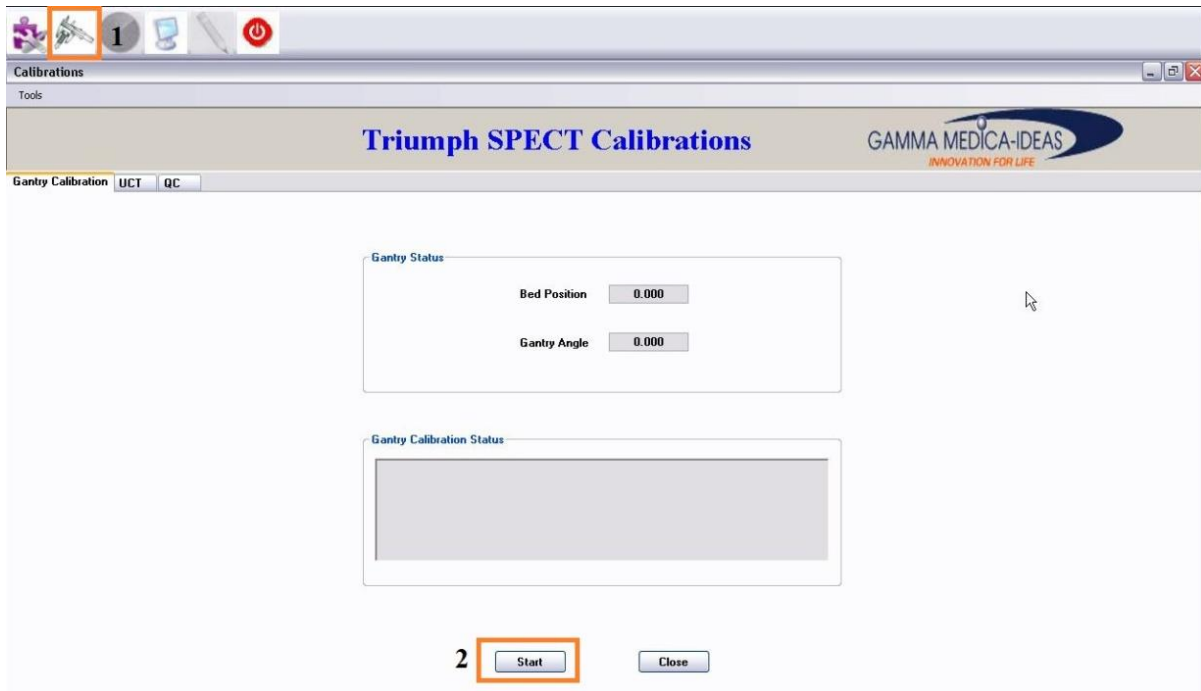 1
Calibrations
Tools
Triumph SPECT Calibrations
GAMMA MEDICA-IDEAS
INNOVATION FOR LIFE
Gantry Calibration UCT QC
Gantry Status
Bed Position 0.000
Gantry Angle 0.000
Gantry Calibration Status
2 Start Close